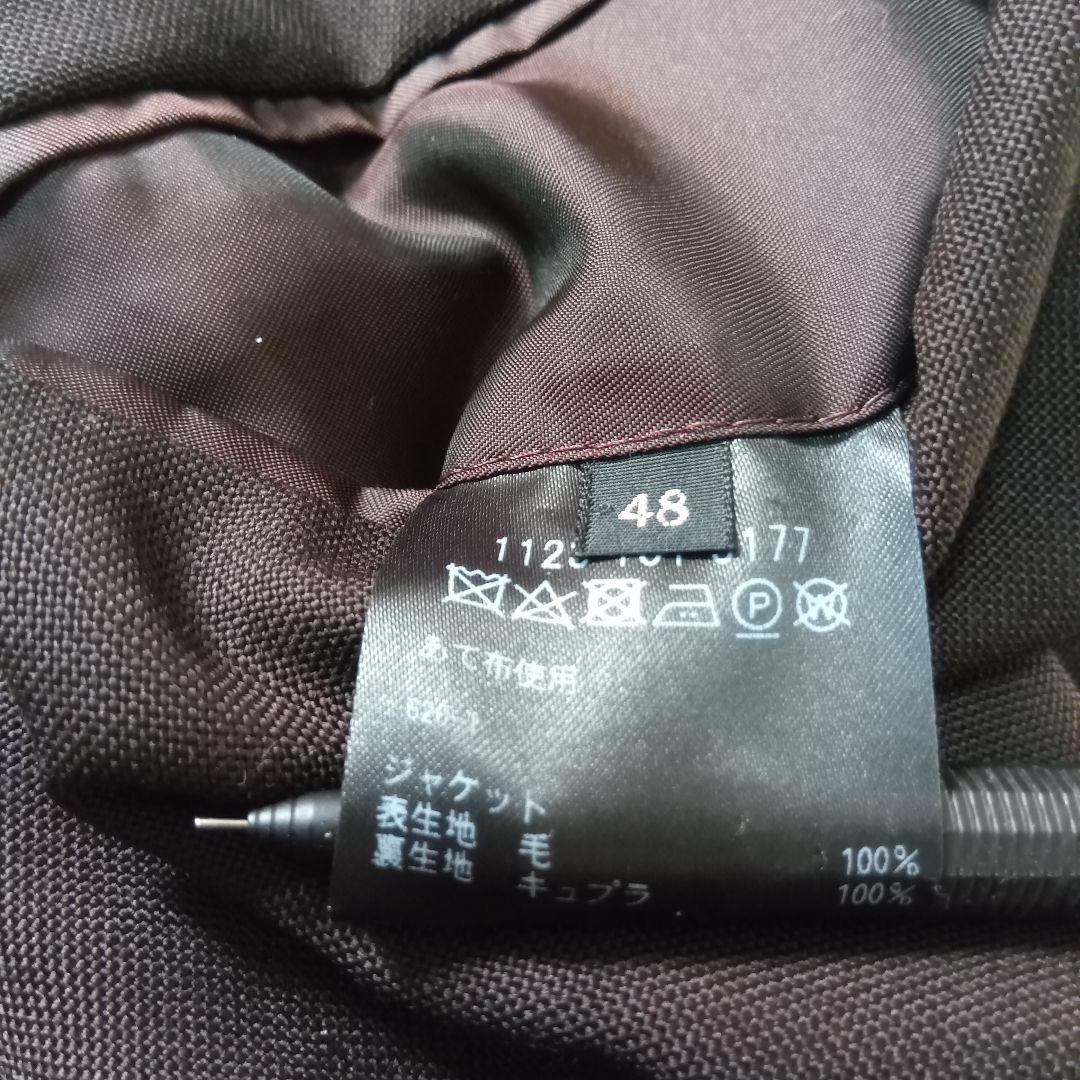 48
177
P
W
あて布使用
ジャケット
表生地 毛 100%
裏生地 キュプラ 100%